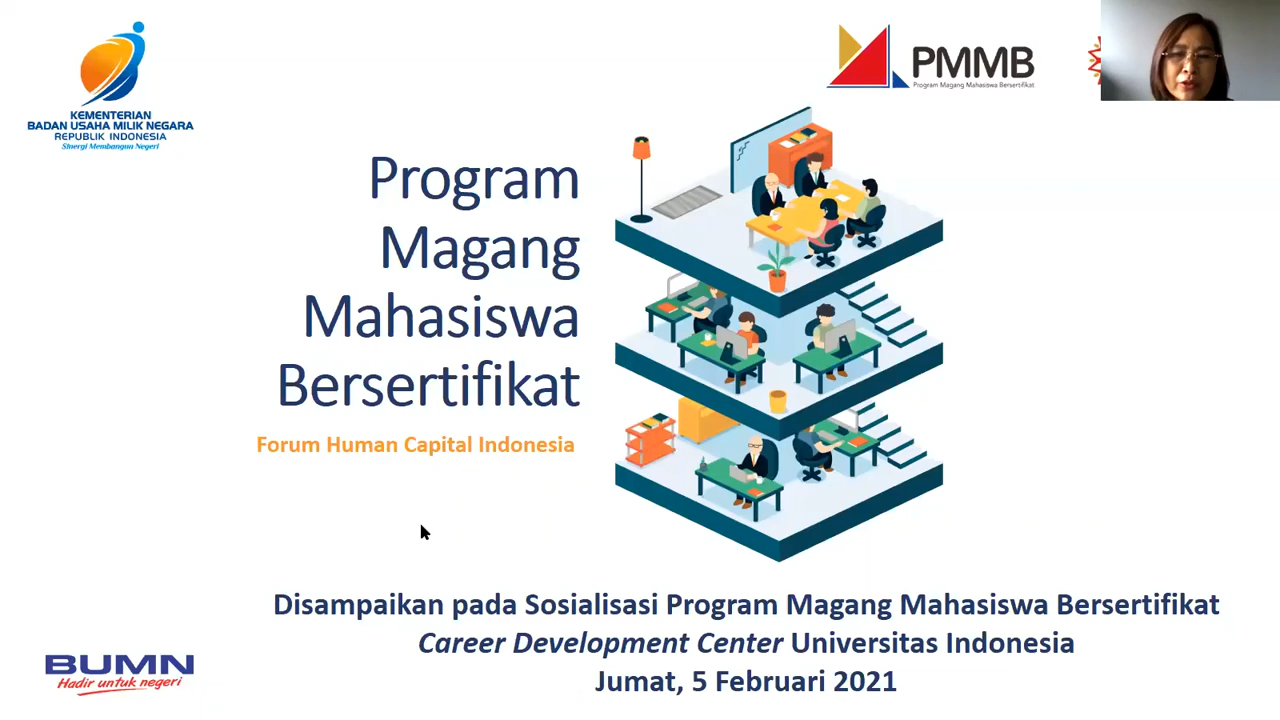 KEMENTERIAN
BADAN USAHA MILIK NEGARA
REPUBLIK INDONESIA
Sinergi Membangun Negeri
PMMB
Program Magang Mahasiswa Bersertifikat
Program
Magang
Mahasiswa
Bersertifikat
Forum Human Capital Indonesia
Disampaikan pada Sosialisasi Program Magang Mahasiswa Bersertifikat
Career Development Center Universitas Indonesia
Jumat, 5 Februari 2021
BUMN
Hadir untuk negeri